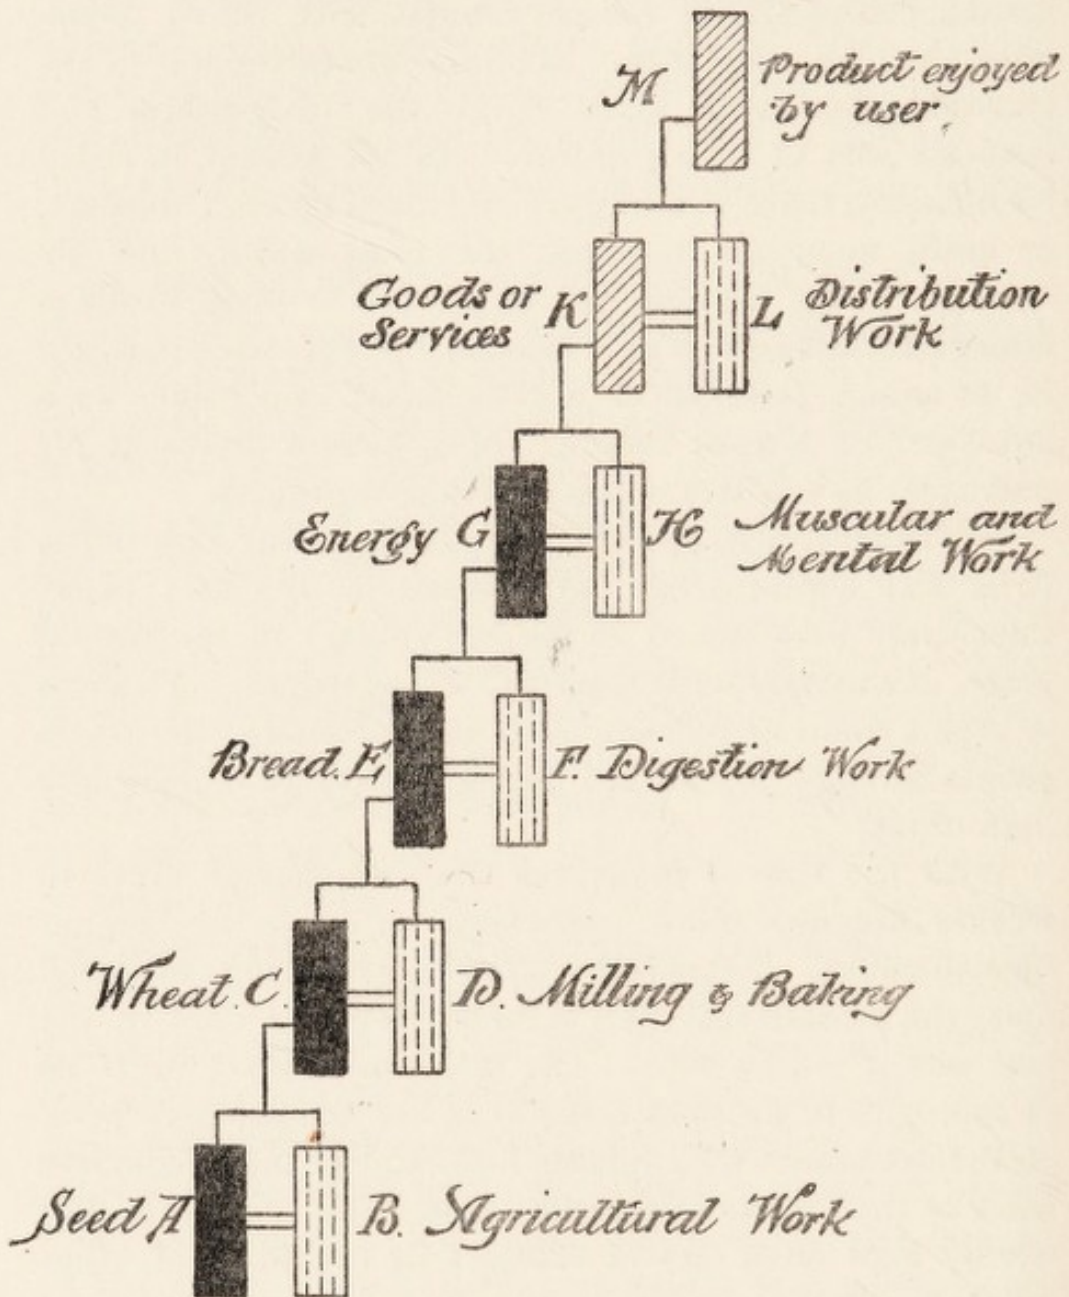 M Product enjoyed
by user.
Goods or K L Distribution
Services Work
Energy G H Muscular and
Mental Work
Bread. E F. Digestion Work
Wheat. C. D. Milling & Baking
Seed A B. Agricultural Work